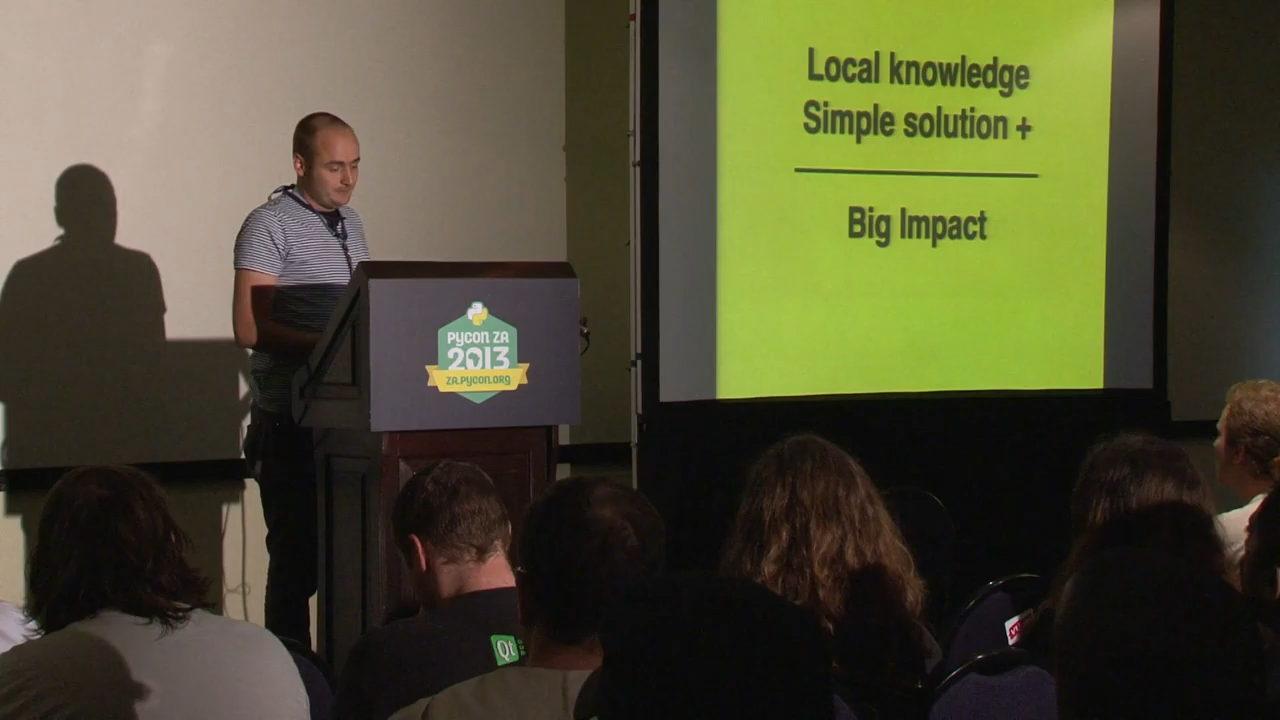 Local knowledge
Simple solution +
Big Impact
PYCON ZA
2013
ZA.PYCON.ORG
Qt